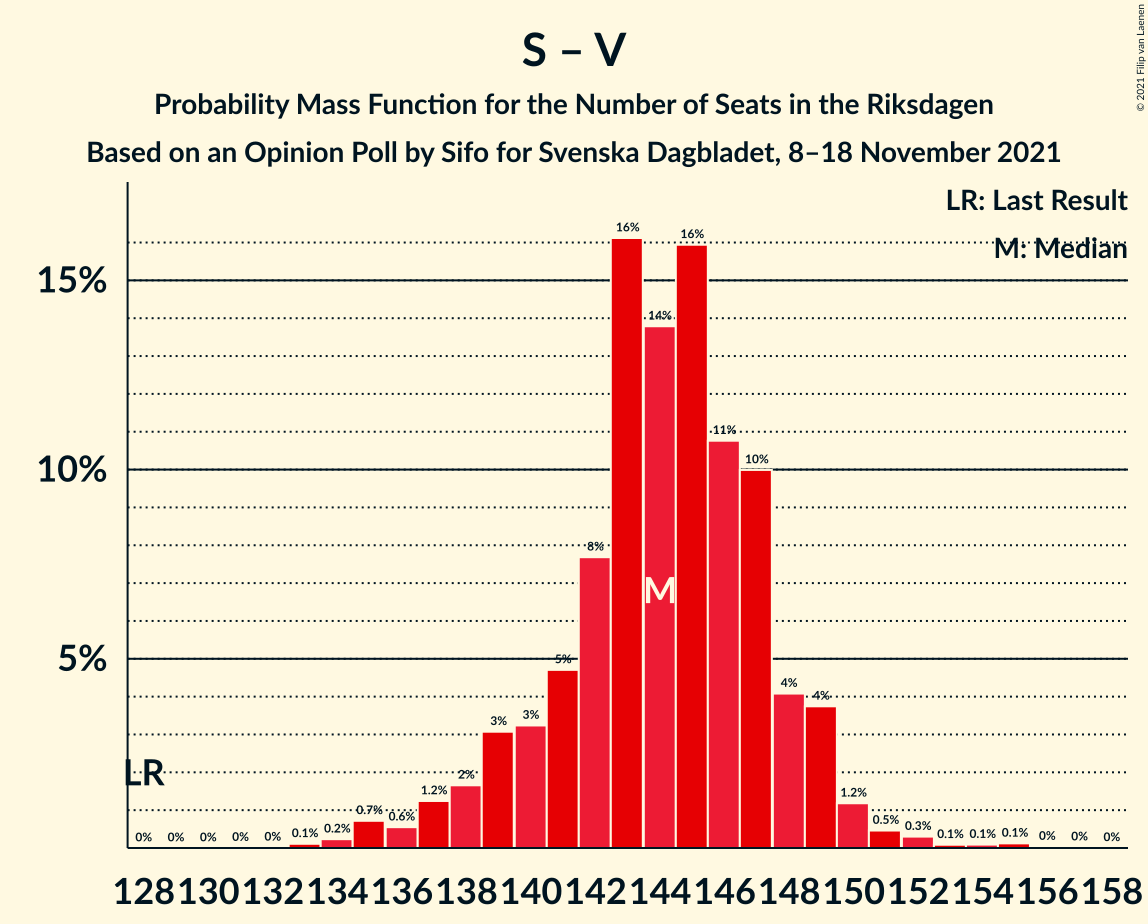 S – V
Probability Mass Function for the Number of Seats in the Riksdagen
Based on an Opinion Poll by Sifo for Svenska Dagbladet, 8–18 November 2021
© 2021 Filip van Laenen
LR: Last Result
M: Median
15%
10%
5%
16%
16%
14%
11%
10%
8%
M
5%
4%
4%
3%
3%
2%
LR
1.2%
1.2%
0.7%
0.6%
0.5%
0% 0% 0% 0% 0% 0.1% 0.2% 0.3% 0.1% 0.1% 0.1% 0% 0% 0%
128 130 132 134 136 138 140 142 144 146 148 150 152 154 156 158